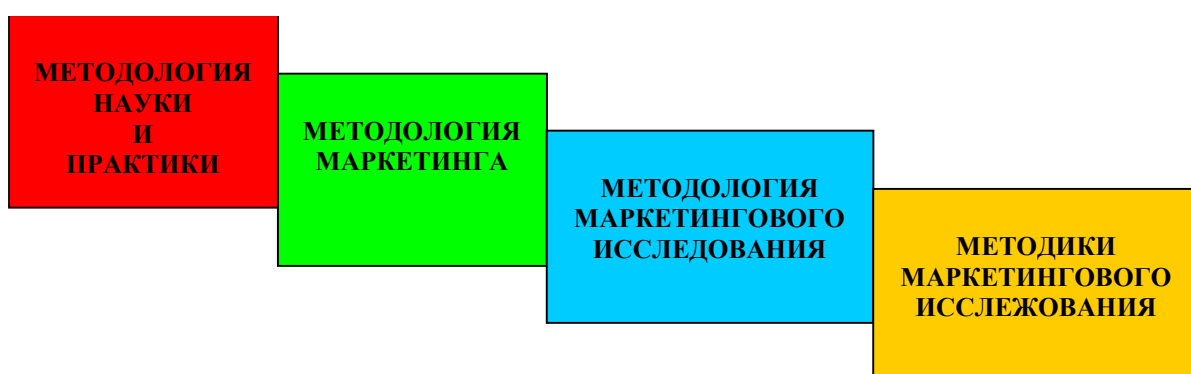 МЕТОДОЛОГИЯ
НАУКИ
И
ПРАКТИКИ
МЕТОДОЛОГИЯ
МАРКЕТИНГА
МЕТОДОЛОГИЯ
МАРКЕТИНГОВОГО
ИССЛЕДОВАНИЯ
МЕТОДИКИ
МАРКЕТИНГОВОГО
ИССЛЕЖОВАНИЯ